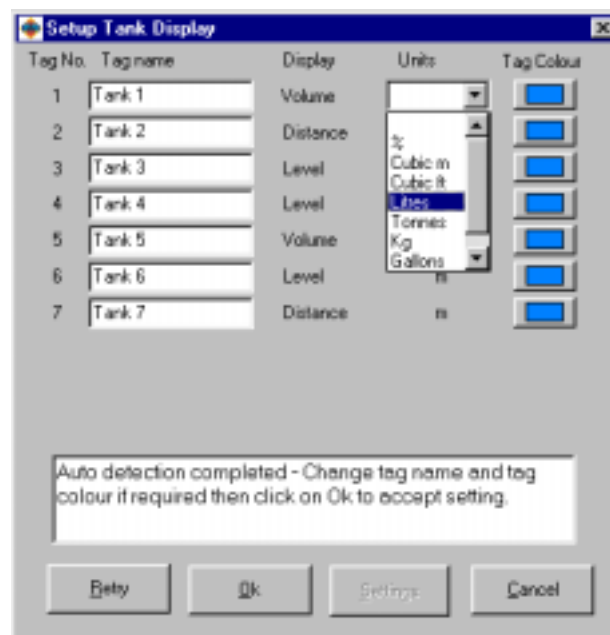 Setup Tank Display
Tag No. Tag name Display Units Tag Colour
1 Tank 1 Volume
2 Tank 2 Distance
%
3 Tank 3 Level Cubic m
Cubic ft
4 Tank 4 Level Litres
Tonnes
5 Tank 5 Volume Kg
Gallons
6 Tank 6 Level m
7 Tank 7 Distance m
Auto detection completed - Change tag name and tag
colour if required then click on Ok to accept setting.
Retry Ok Settings Cancel